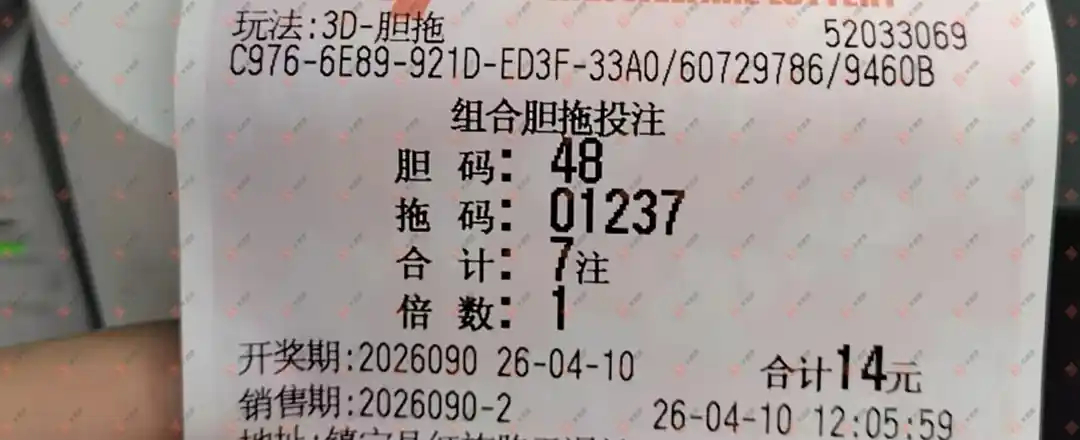 玩法:3D-胆拖 52033069
C976-6E89-921D-ED3F-33A0/60729786/9460B
组合胆拖投注
胆 码: 48
拖 码: 01237
合 计: 7注
倍 数: 1
开奖期:2026090 26-04-10 合计14元
销售期:2026090-2 26-04-10 12:05:59